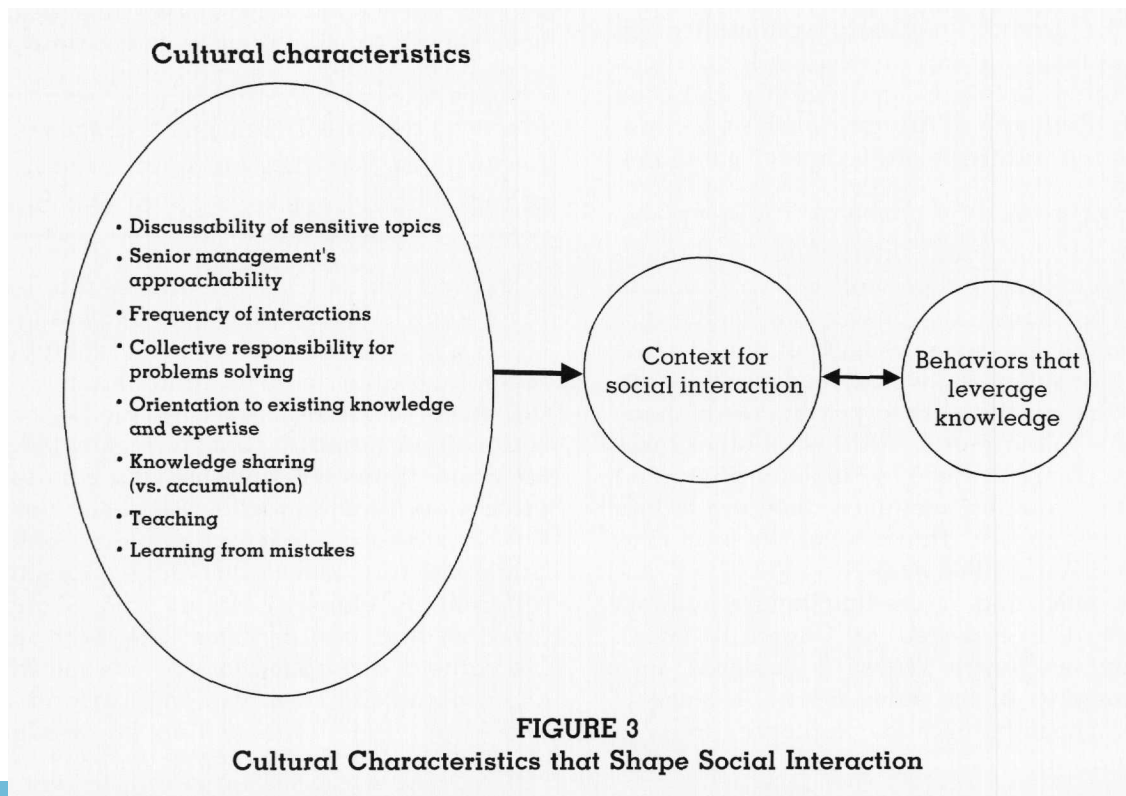 Cultural characteristics
• Discussability of sensitive topics
• Senior management's
approachability
• Frequency of interactions
• Collective responsibility for
problems solving
• Orientation to existing knowledge
and expertise
• Knowledge sharing
(vs. accumulation)
• Teaching
• Learning from mistakes
Context for
social interaction
Behaviors that
leverage
knowledge
FIGURE 3
Cultural Characteristics that Shape Social Interaction